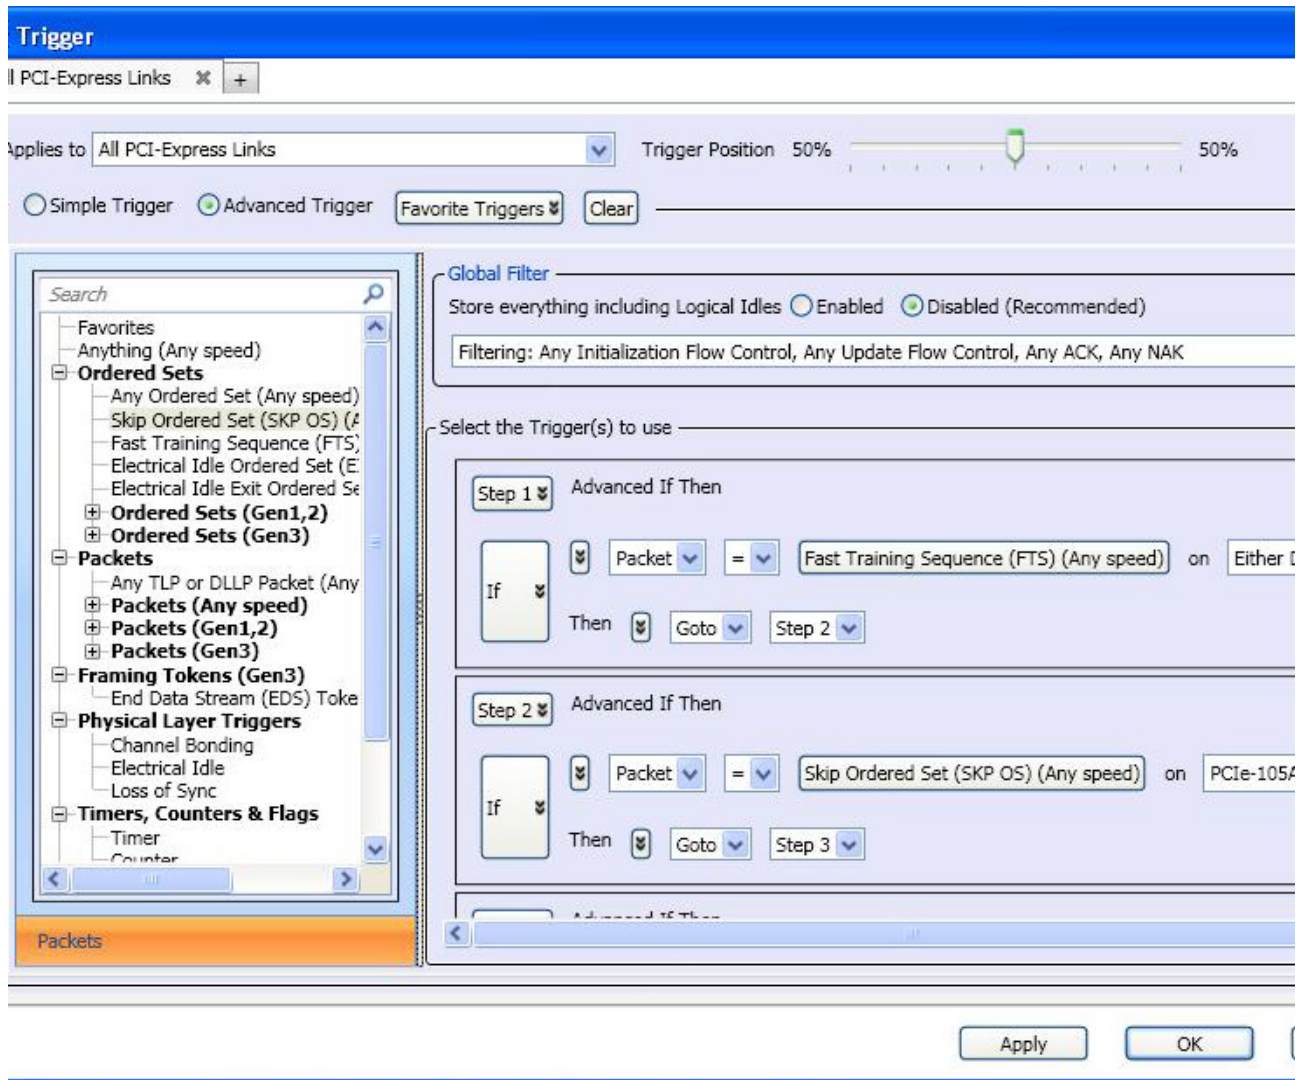 Trigger
ll PCI-Express Links +
Applies to All PCI-Express Links Trigger Position 50% 50%
Simple Trigger Advanced Trigger Favorite Triggers Clear
Search
Favorites
Anything (Any speed)
Ordered Sets
Any Ordered Set (Any speed)
Skip Ordered Set (SKP OS) (A
Fast Training Sequence (FTS)
Electrical Idle Ordered Set (E
Electrical Idle Exit Ordered Se
Ordered Sets (Gen1,2)
Ordered Sets (Gen3)
Packets
Any TLP or DLLP Packet (Any
Packets (Any speed)
Packets (Gen1,2)
Packets (Gen3)
Framing Tokens (Gen3)
End Data Stream (EDS) Toke
Physical Layer Triggers
Channel Bonding
Electrical Idle
Loss of Sync
Timers, Counters & Flags
Timer
Counter
Packets
Global Filter
Store everything including Logical Idles Enabled Disabled (Recommended)
Filtering: Any Initialization Flow Control, Any Update Flow Control, Any ACK, Any NAK
Select the Trigger(s) to use
Step 1 Advanced If Then
If Packet = Fast Training Sequence (FTS) (Any speed) on Either D
Then Goto Step 2
Step 2 Advanced If Then
If Packet = Skip Ordered Set (SKP OS) (Any speed) on PCIe-105A
Then Goto Step 3
Advanced If Then
Apply OK